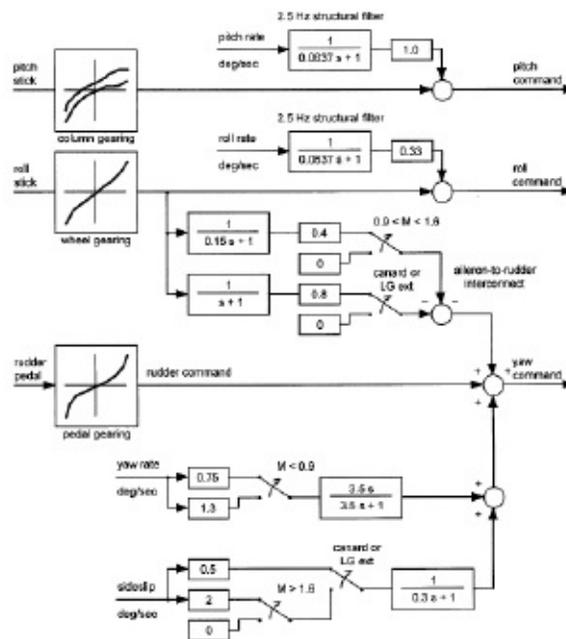 2.5 Hz structural filter
pitch rate
deg/sec
1
0.0637 s + 1
1.0
pitch
stick
column gearing
pitch
command
2.5 Hz structural filter
roll rate
deg/sec
1
0.0637 s + 1
0.33
roll
stick
wheel gearing
roll
command
1
0.15 s + 1
0.4
0
0.9 < M < 1.6
1
s + 1
0.8
0
canard or
LG ext
aileron-to-rudder
interconnect
– –
rudder
pedal
pedal gearing
rudder command
+ +
+
yaw
command
yaw rate
deg/sec
0.75
1.3
M < 0.9
3.5 s
3.5 s + 1
+
+
sideslip
deg/sec
0.5
2
0
M > 1.6
canard or
LG ext
1
0.3 s + 1